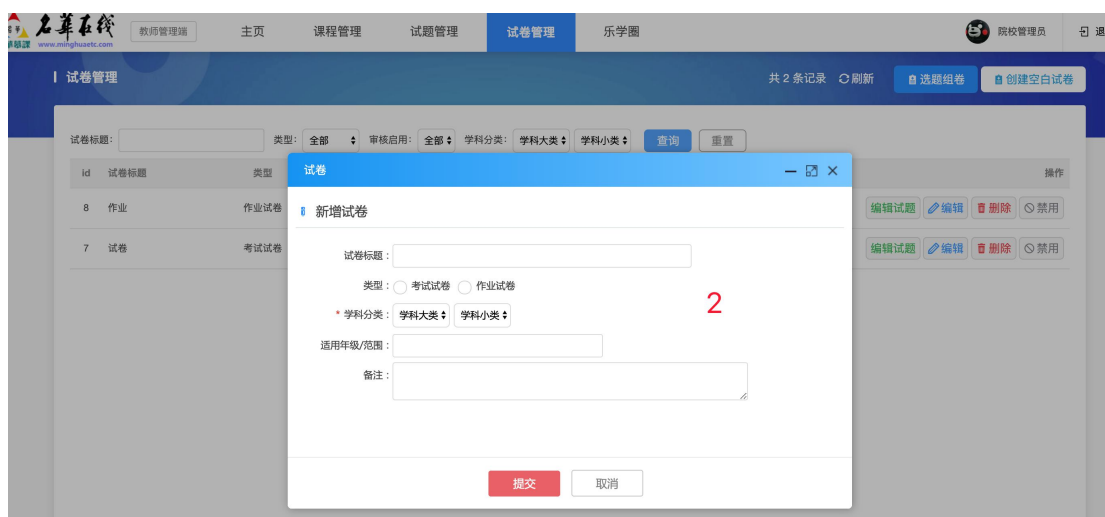 名華在线
www.minghuaetc.com
教师管理端
主页
课程管理
试题管理
试卷管理
乐学圈
院校管理员
退
试卷管理
共 2 条记录
刷新
选题组卷
创建空白试卷
试卷标题:
类型: 全部
审核启用: 全部
学科分类: 学科大类 学科小类
查询
重置
id 试卷标题 类型 操作
8 作业 作业试卷 编辑试题 编辑 删除 禁用
7 试卷 考试试卷 编辑试题 编辑 删除 禁用
试卷
新增试卷
试卷标题 :
类型 : 考试试卷 作业试卷
2
* 学科分类 : 学科大类 学科小类
适用年级/范围 :
备注 :
提交 取消